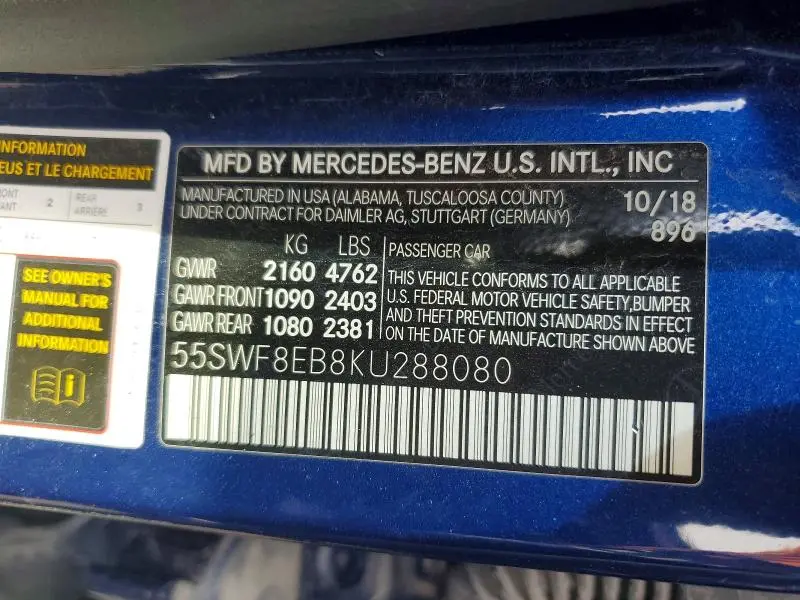 INFORMATION
EUS ET LE CHARGEMENT
2
REAR
ARRIÈRE
3
SEE OWNER'S
MANUAL FOR
ADDITIONAL
INFORMATION
MFD BY MERCEDES-BENZ U.S. INTL., INC
MANUFACTURED IN USA (ALABAMA, TUSCALOOSA COUNTY) 10/18
UNDER CONTRACT FOR DAIMLER AG, STUTTGART (GERMANY) 896
KG LBS
GVWR 2160 4762
GAWR FRONT 1090 2403
GAWR REAR 1080 2381
PASSENGER CAR
THIS VEHICLE CONFORMS TO ALL APPLICABLE
U.S. FEDERAL MOTOR VEHICLE SAFETY,BUMPER
AND THEFT PREVENTION STANDARDS IN EFFECT
ON THE DATE OF MANUFACTURE SHOWN ABOVE
55SWF8EB8KU288080